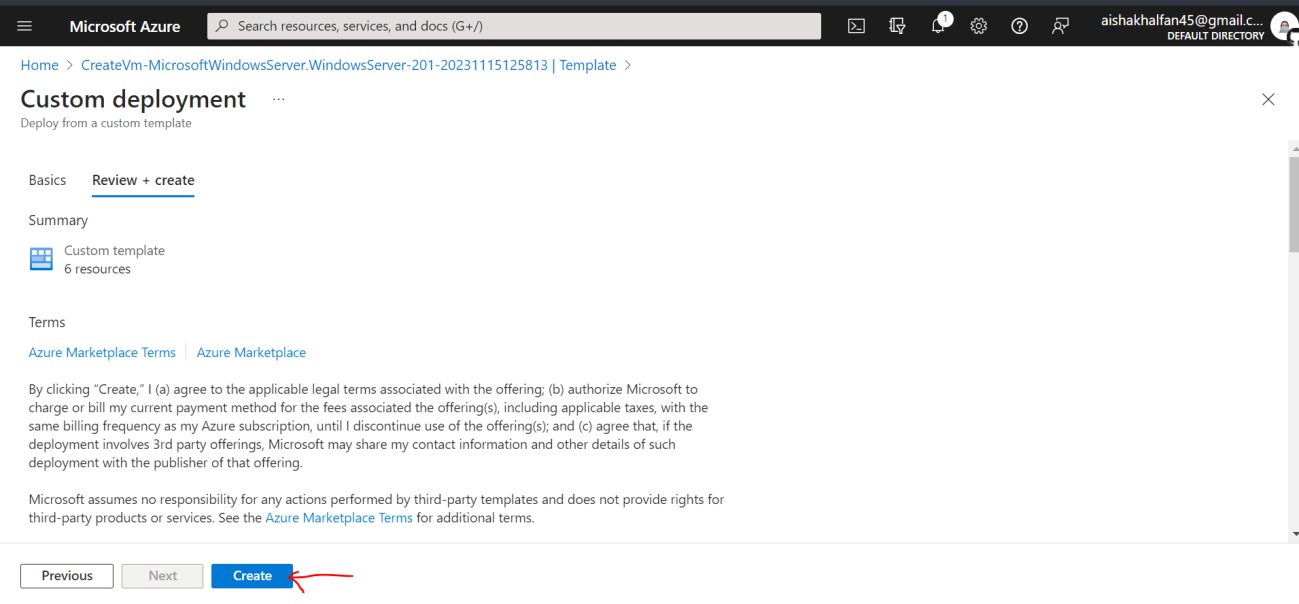 Microsoft Azure
Search resources, services, and docs (G+/)
1
aishakhalfan45@gmail.c...
DEFAULT DIRECTORY
Home > CreateVm-MicrosoftWindowsServer.WindowsServer-201-20231115125813 | Template >
Custom deployment ...
Deploy from a custom template
Basics Review + create
Summary
Custom template
6 resources
Terms
Azure Marketplace Terms | Azure Marketplace
By clicking “Create,” I (a) agree to the applicable legal terms associated with the offering; (b) authorize Microsoft to
charge or bill my current payment method for the fees associated the offering(s), including applicable taxes, with the
same billing frequency as my Azure subscription, until I discontinue use of the offering(s); and (c) agree that, if the
deployment involves 3rd party offerings, Microsoft may share my contact information and other details of such
deployment with the publisher of that offering.
Microsoft assumes no responsibility for any actions performed by third-party templates and does not provide rights for
third-party products or services. See the Azure Marketplace Terms for additional terms.
Previous Next Create